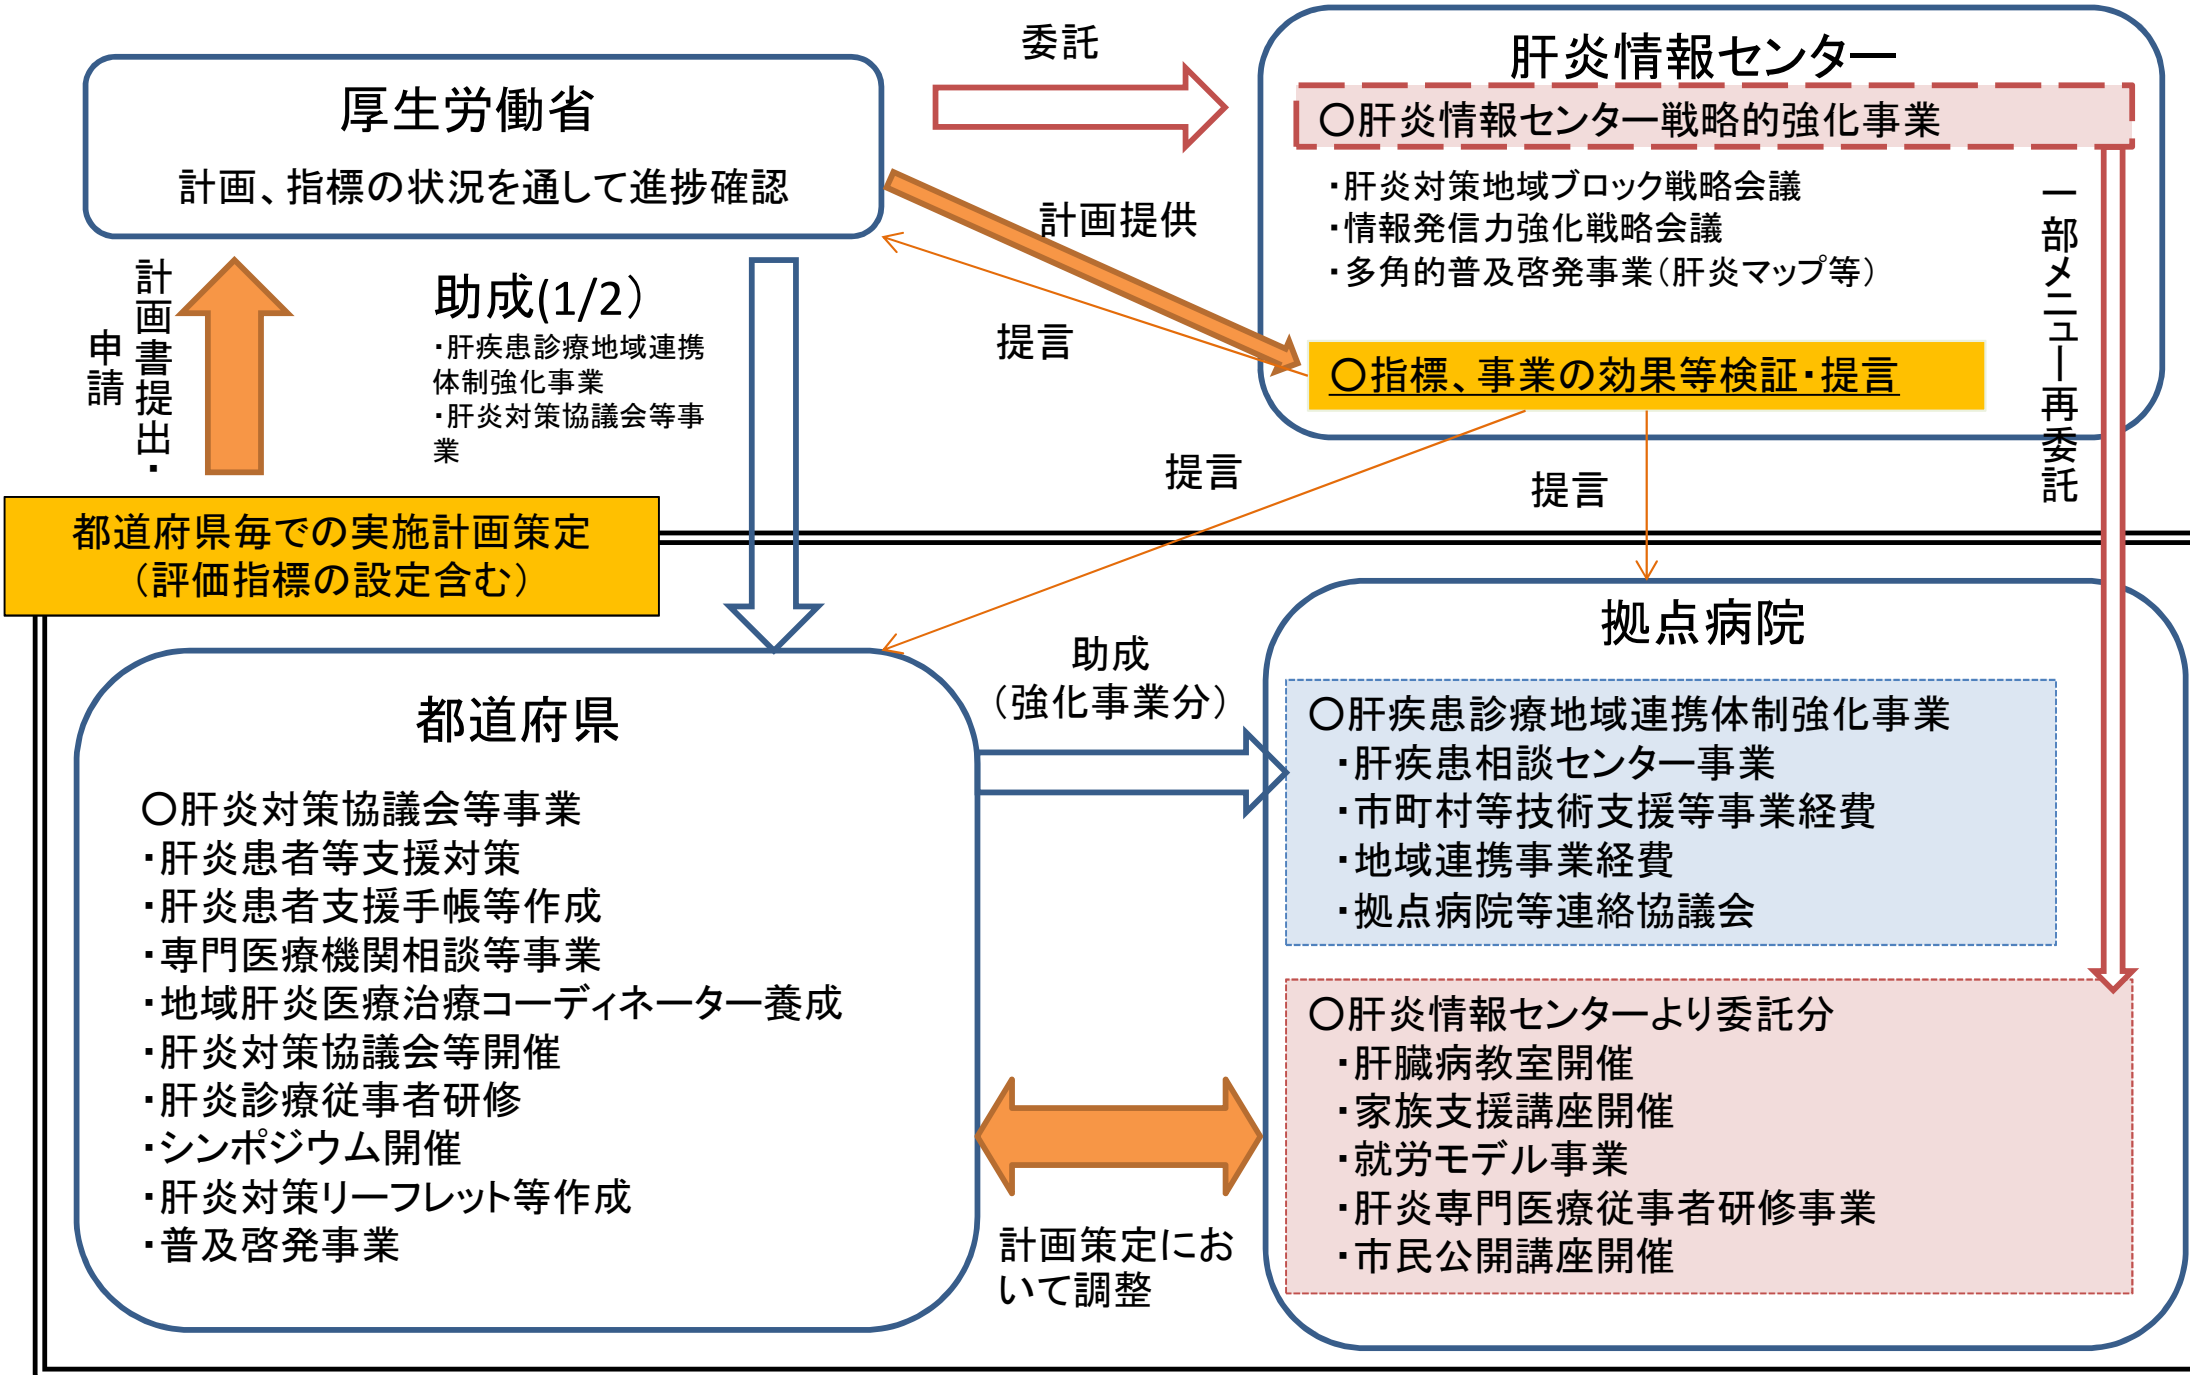 厚生労働省
計画、指標の状況を通して進捗確認
委託
肝炎情報センター
〇肝炎情報センター戦略的強化事業
・肝炎対策地域ブロック戦略会議
・情報発信力強化戦略会議
・多角的普及啓発事業（肝炎マップ等）
一部メニュー再委託
計画提供
提言
〇指標、事業の効果等検証・提言
計画書提出・
申請
助成(1/2）
・肝疾患診療地域連携
体制強化事業
・肝炎対策協議会等事
業
提言
提言
都道府県毎での実施計画策定
（評価指標の設定含む）
都道府県
〇肝炎対策協議会等事業
・肝炎患者等支援対策
・肝炎患者支援手帳等作成
・専門医療機関相談等事業
・地域肝炎医療治療コーディネーター養成
・肝炎対策協議会等開催
・肝炎診療従事者研修
・シンポジウム開催
・肝炎対策リーフレット等作成
・普及啓発事業
助成
（強化事業分）
計画策定にお
いて調整
拠点病院
〇肝疾患診療地域連携体制強化事業
・肝疾患相談センター事業
・市町村等技術支援等事業経費
・地域連携事業経費
・拠点病院等連絡協議会
〇肝炎情報センターより委託分
・肝臓病教室開催
・家族支援講座開催
・就労モデル事業
・肝炎専門医療従事者研修事業
・市民公開講座開催